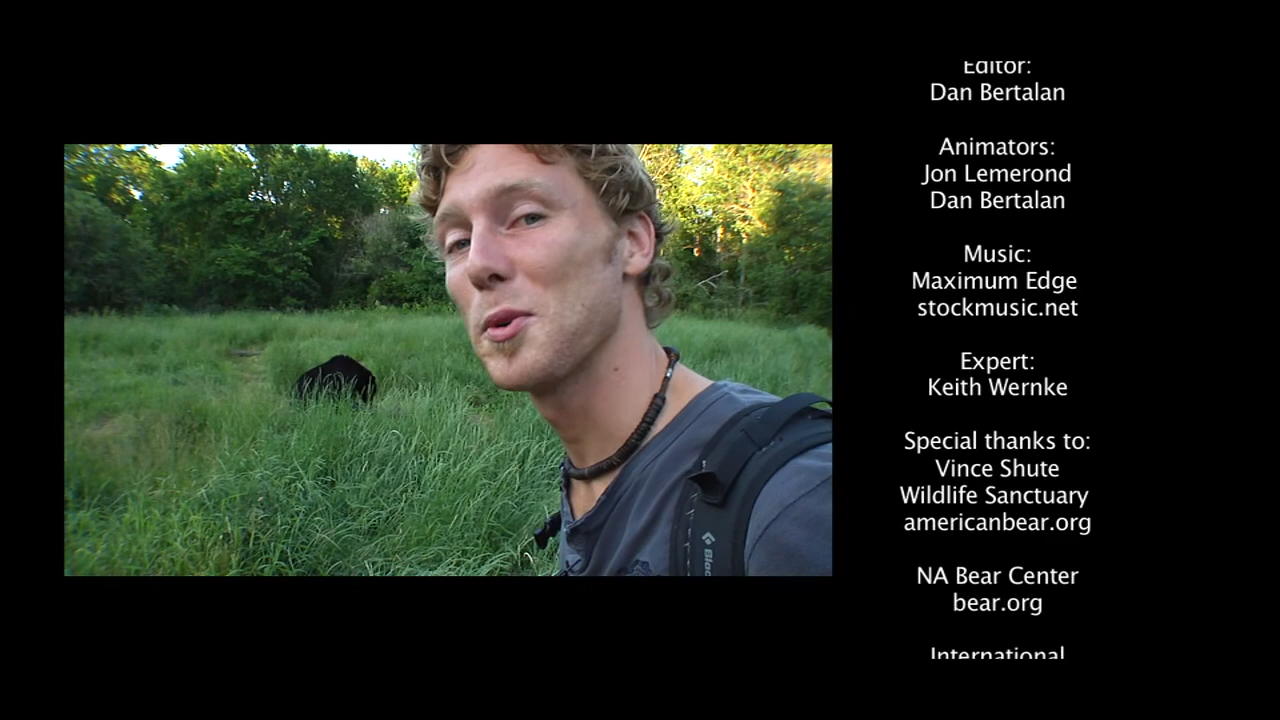 Editor:
Dan Bertalan
Animators:
Jon Lemerond
Dan Bertalan
Music:
Maximum Edge
stockmusic.net
Expert:
Keith Wernke
Special thanks to:
Vince Shute
Wildlife Sanctuary
americanbear.org
NA Bear Center
bear.org
International